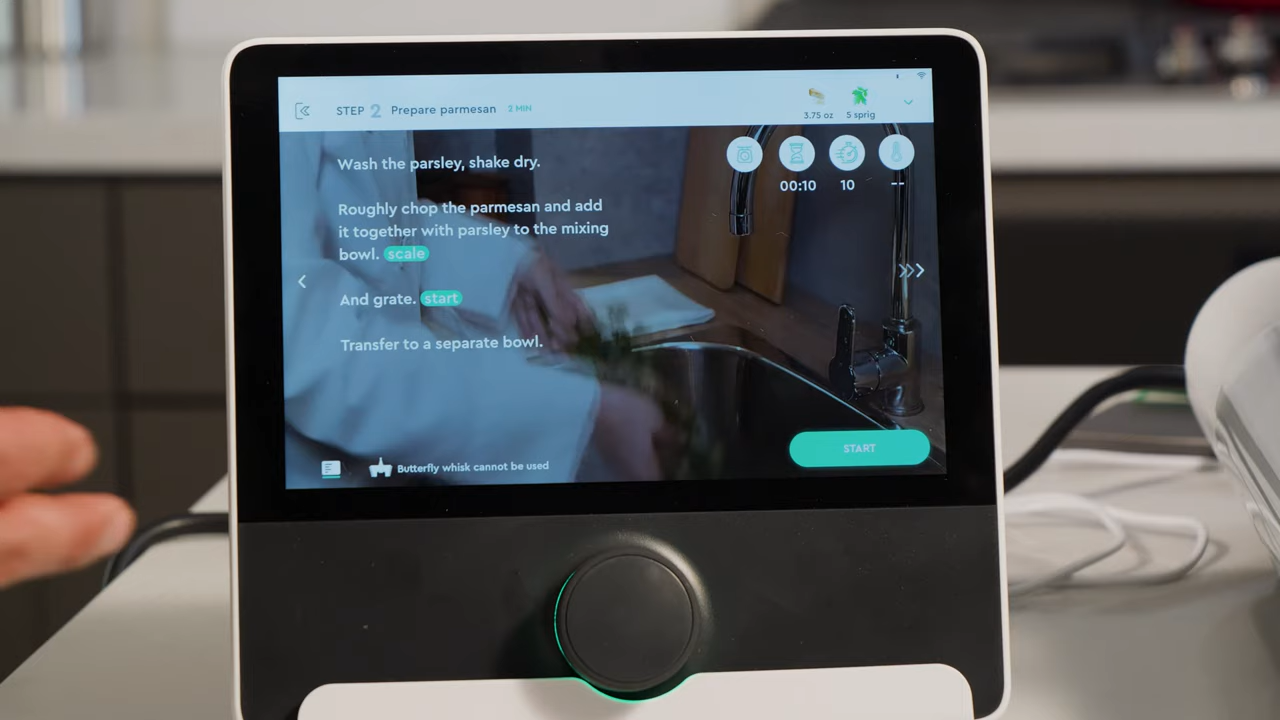 STEP 2 Prepare parmesan 2 MIN
3.75 oz 5 sprig
Wash the parsley, shake dry.
00:10 10 --
Roughly chop the parmesan and add
it together with parsley to the mixing
bowl. scale
And grate. start
Transfer to a separate bowl.
START
Butterfly whisk cannot be used